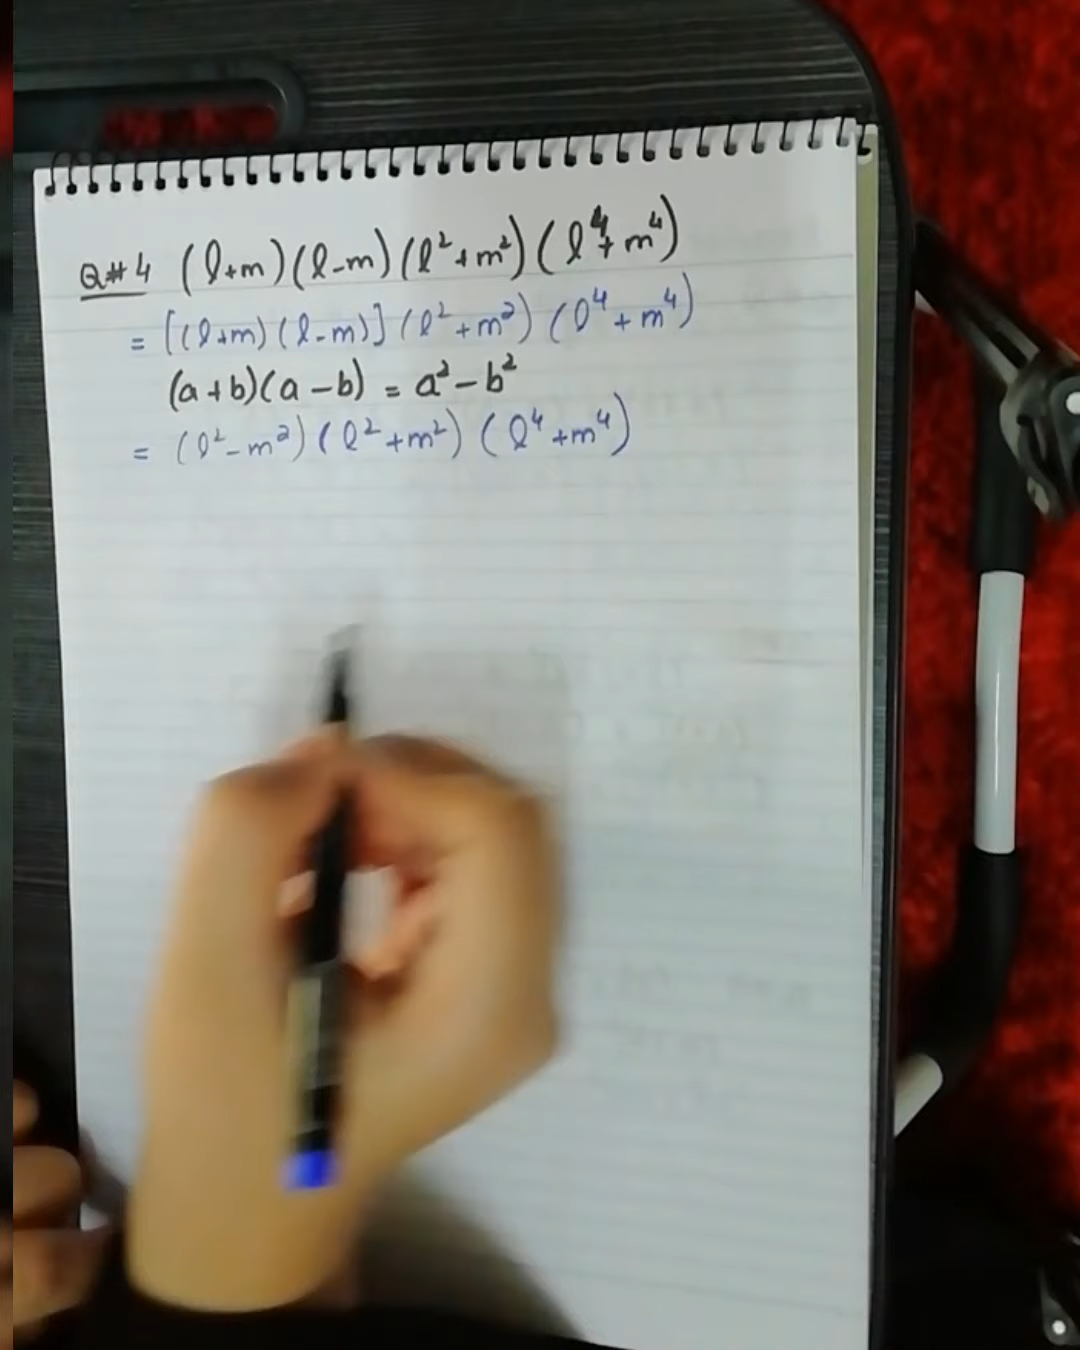 Q#4 (l+m)(l-m)(l²+m²)(l⁴+m⁴)
= [(l+m)(l-m)](l²+m²)(l⁴+m⁴)
(a+b)(a-b) = a²-b²
= (l²-m²)(l²+m²)(l⁴+m⁴)